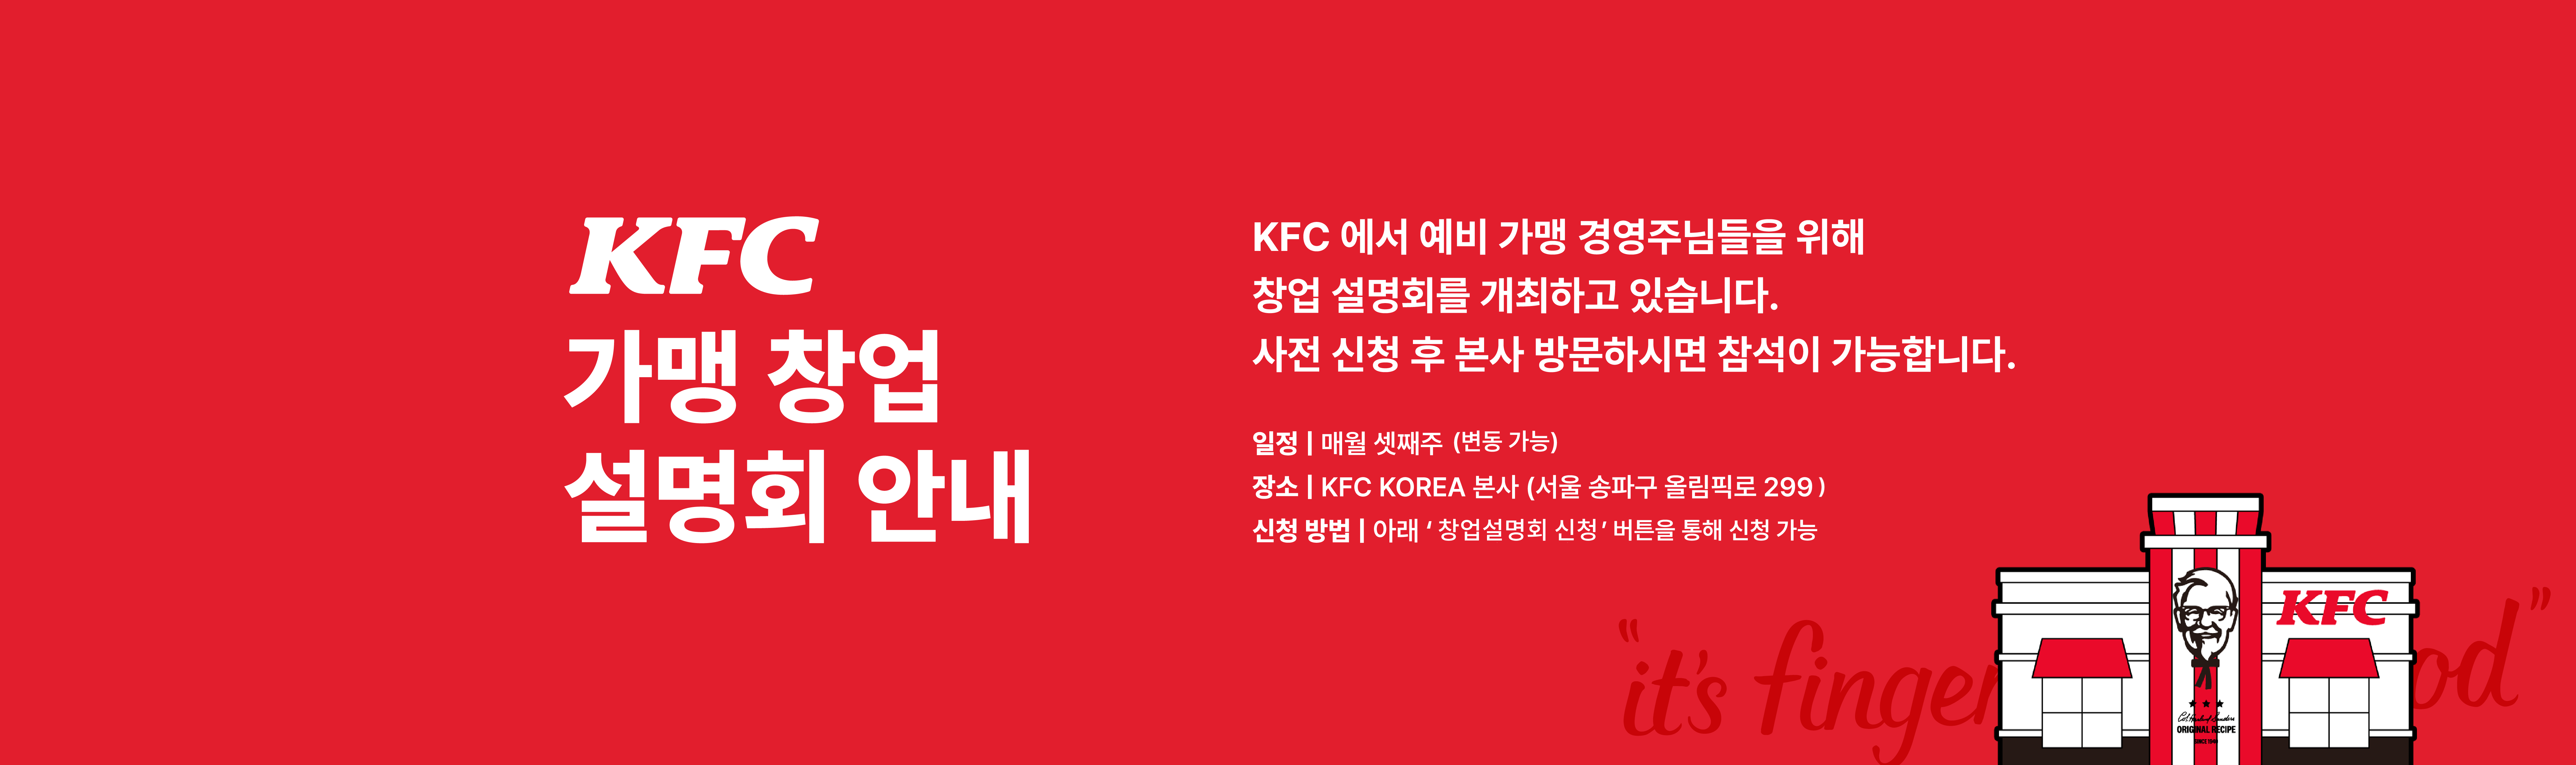 KFC
가맹 창업
설명회 안내
KFC 에서 예비 가맹 경영주님들을 위해
창업 설명회를 개최하고 있습니다.
사전 신청 후 본사 방문하시면 참석이 가능합니다.
일정 | 매월 셋째주 (변동 가능)
장소 | KFC KOREA 본사 (서울 송파구 올림픽로 299)
신청 방법 | 아래 ‘ 창업설명회 신청 ’ 버튼을 통해 신청 가능
“it's finger od”
KFC
Col. Harland Sanders
ORIGINAL RECIPE
SINCE 1940